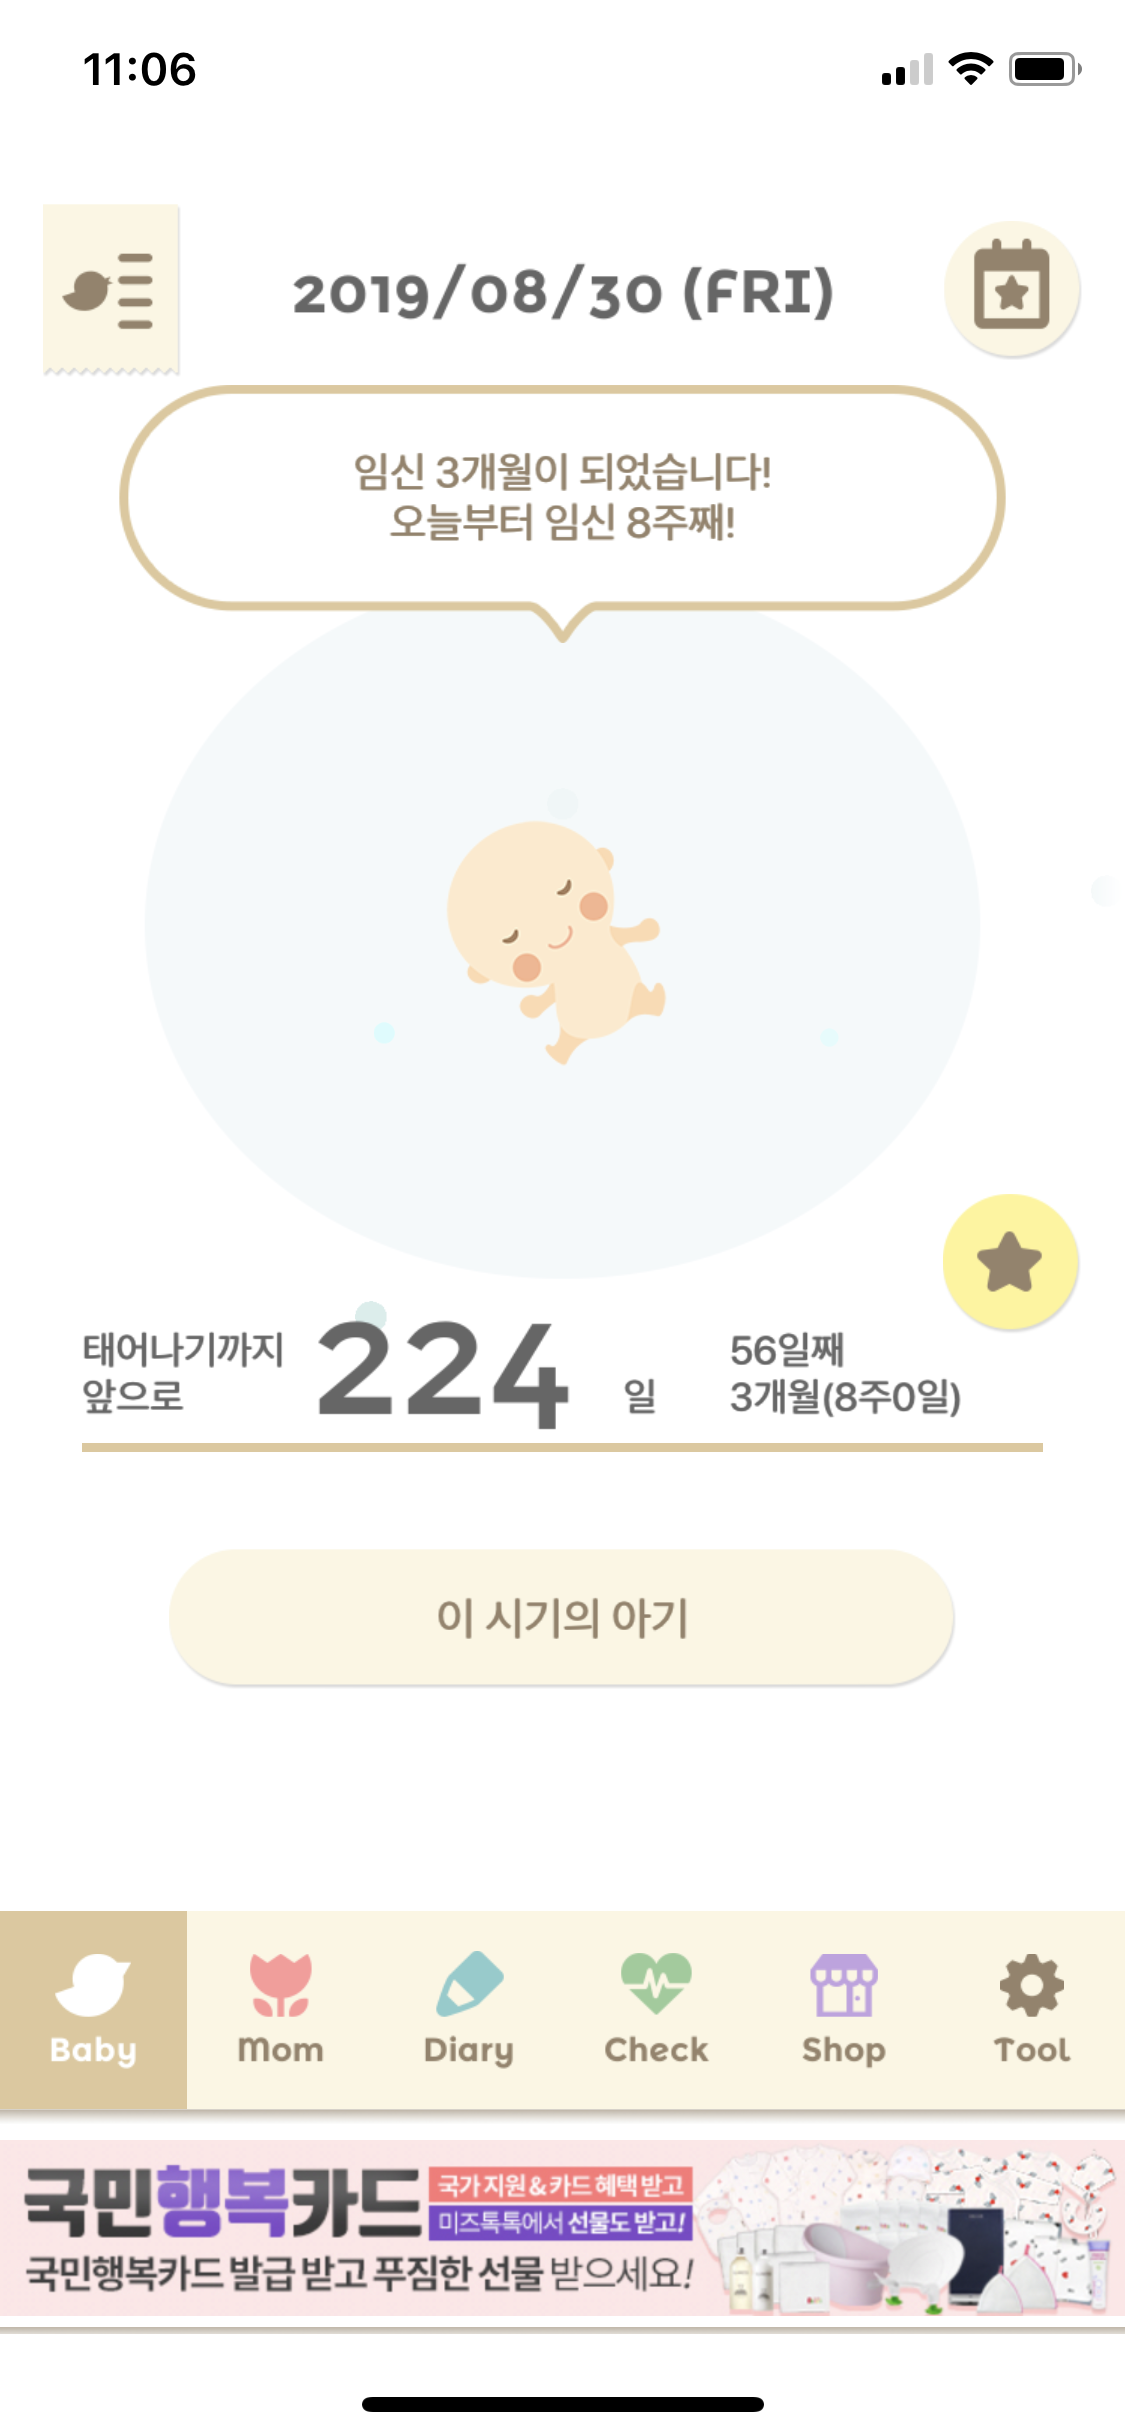 11:06
2019/08/30 (FRI)
임신 3개월이 되었습니다!
오늘부터 임신 8주째!
태어나기까지
앞으로
224
일
56일째
3개월(8주0일)
이 시기의 아기
Baby
Mom
Diary
Check
Shop
Tool
국민행복카드
국가 지원&카드 혜택 받고
미즈톡톡에서 선물도 받고!
국민행복카드 발급 받고 푸짐한 선물 받으세요!